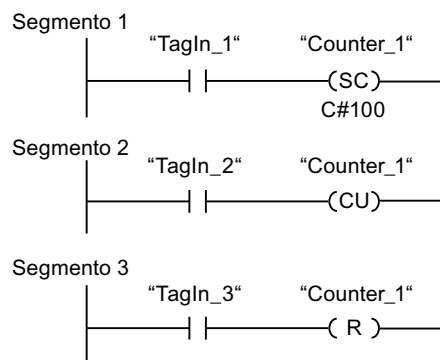 Segmento 1
“TagIn_1“ “Counter_1“
SC
C#100
Segmento 2
“TagIn_2“ “Counter_1“
CU
Segmento 3
“TagIn_3“ “Counter_1“
R